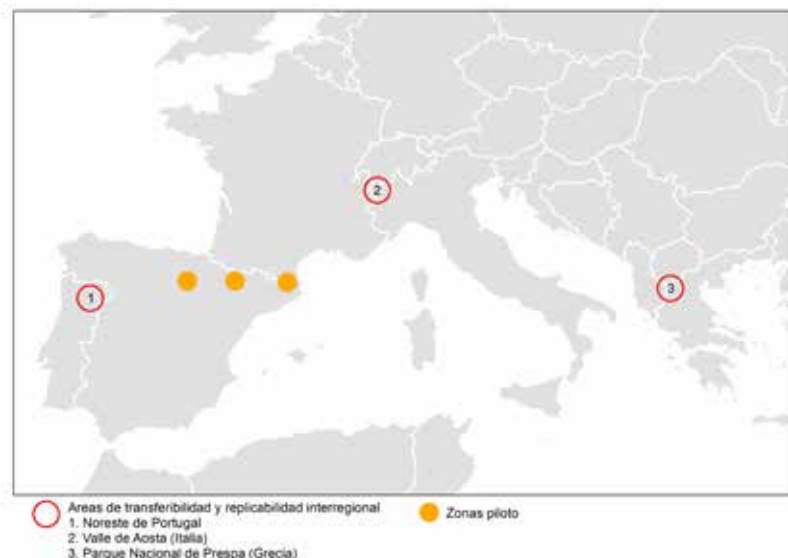 1
2
3
Areas de transferibilidad y replicabilidad interregional
1. Noreste de Portugal
2. Valle de Aosta (Italia)
3. Parque Nacional de Prespa (Grecia)
Zonas piloto